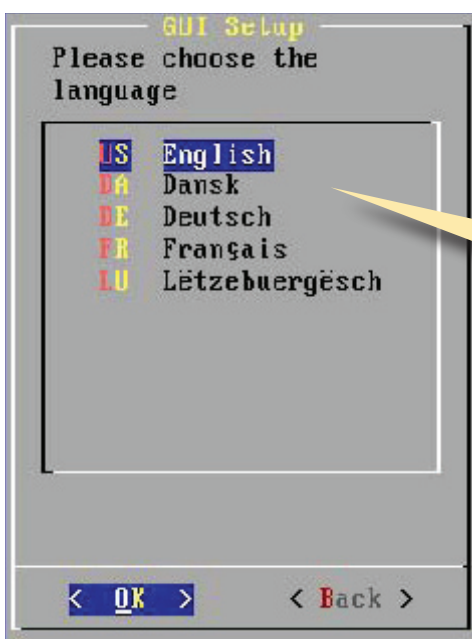 GUI Setup
Please choose the
language
US English
DA Dansk
DE Deutsch
FR Français
LU Lëtzebuergësch
< OK > < Back >